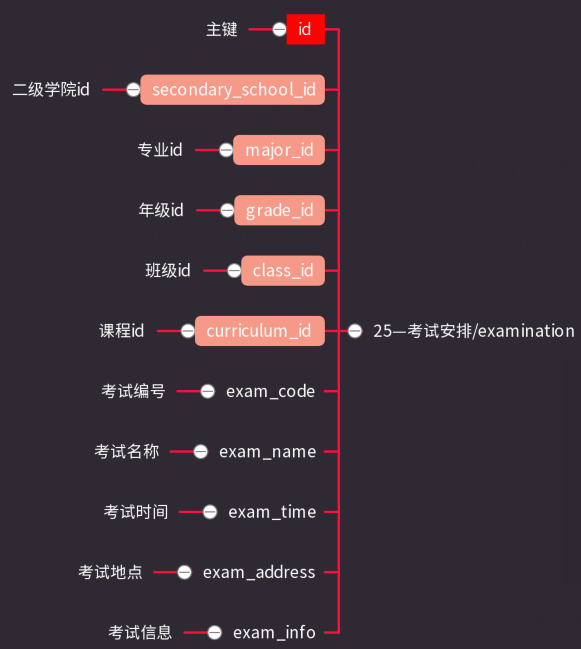 主键 id
二级学院id secondary_school_id
专业id major_id
年级id grade_id
班级id class_id
课程id curriculum_id 25—考试安排/examination
考试编号 exam_code
考试名称 exam_name
考试时间 exam_time
考试地点 exam_address
考试信息 exam_info